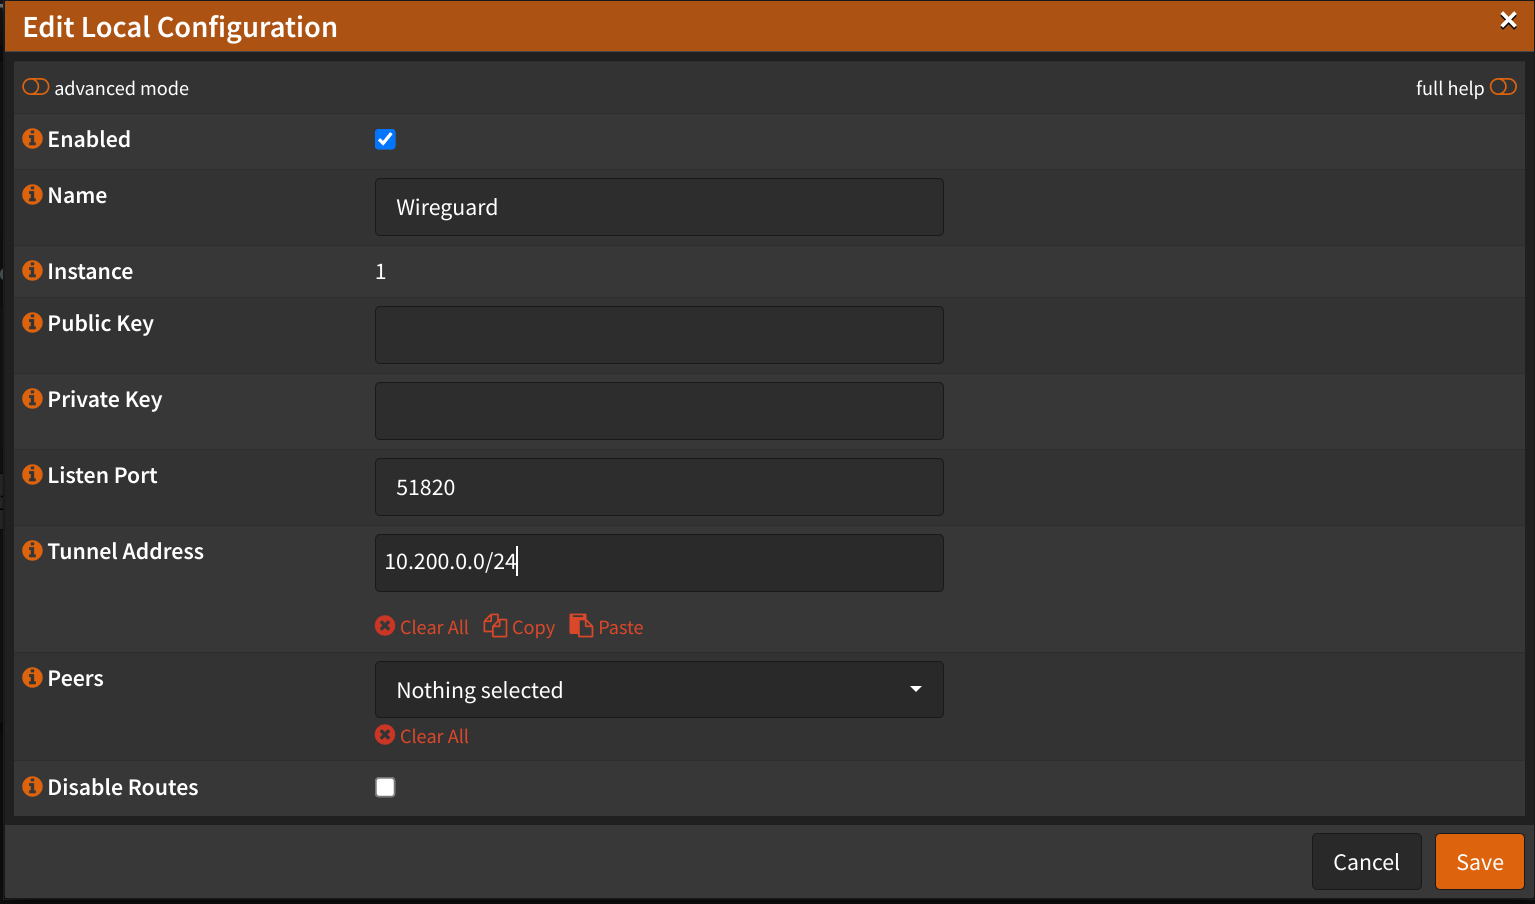 Edit Local Configuration
advanced mode
full help
Enabled
Name
Wireguard
Instance
1
Public Key
Private Key
Listen Port
51820
Tunnel Address
10.200.0.0/24
Clear All Copy Paste
Peers
Nothing selected
Clear All
Disable Routes
Cancel Save